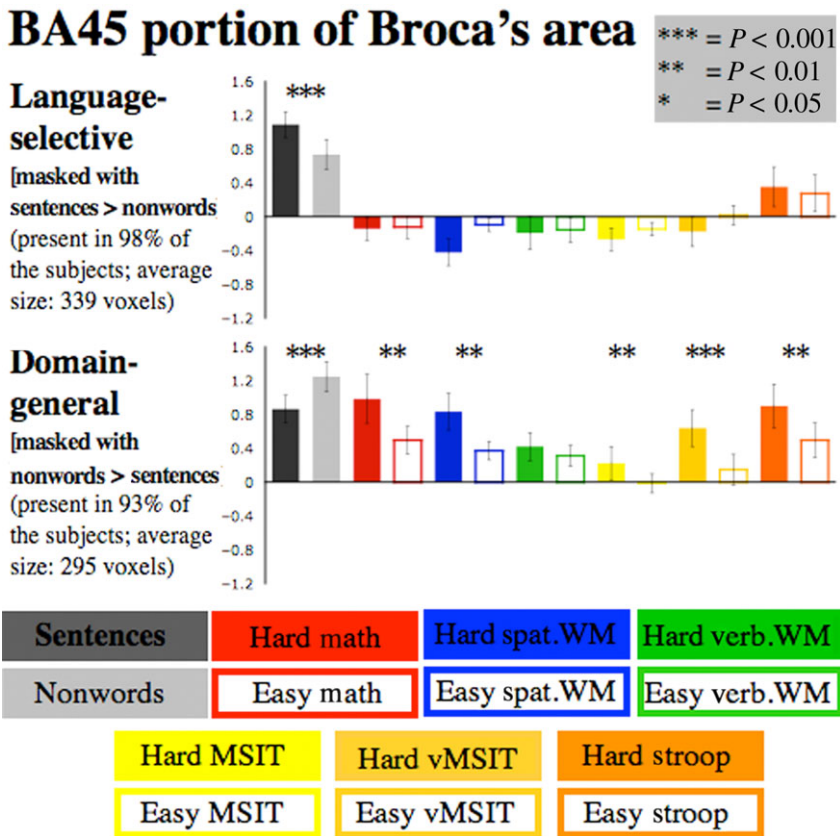 BA45 portion of Broca's area
*** = P < 0.001
** = P < 0.01
* = P < 0.05
Language-
selective
[masked with
sentences > nonwords
(present in 98% of
the subjects; average
size: 339 voxels)
1.6
1.2
0.8
0.4
0
−0.4
−0.8
−1.2
***
Domain-
general
[masked with
nonwords > sentences
(present in 93% of
the subjects; average
size: 295 voxels)
1.6
1.2
0.8
0.4
0
−0.4
−0.8
−1.2
*** ** ** ** *** **
Sentences Hard math Hard spat.WM Hard verb.WM
Nonwords Easy math Easy spat.WM Easy verb.WM
Hard MSIT Hard vMSIT Hard stroop
Easy MSIT Easy vMSIT Easy stroop